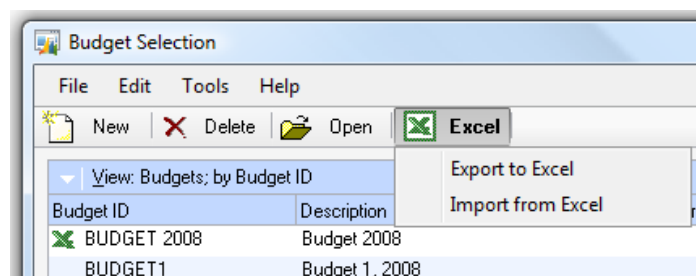 Budget Selection
File Edit Tools Help
New Delete Open Excel
Export to Excel
Import from Excel
View: Budgets; by Budget ID
Budget ID Description
BUDGET 2008 Budget 2008
BUDGET1 Budget 1, 2008